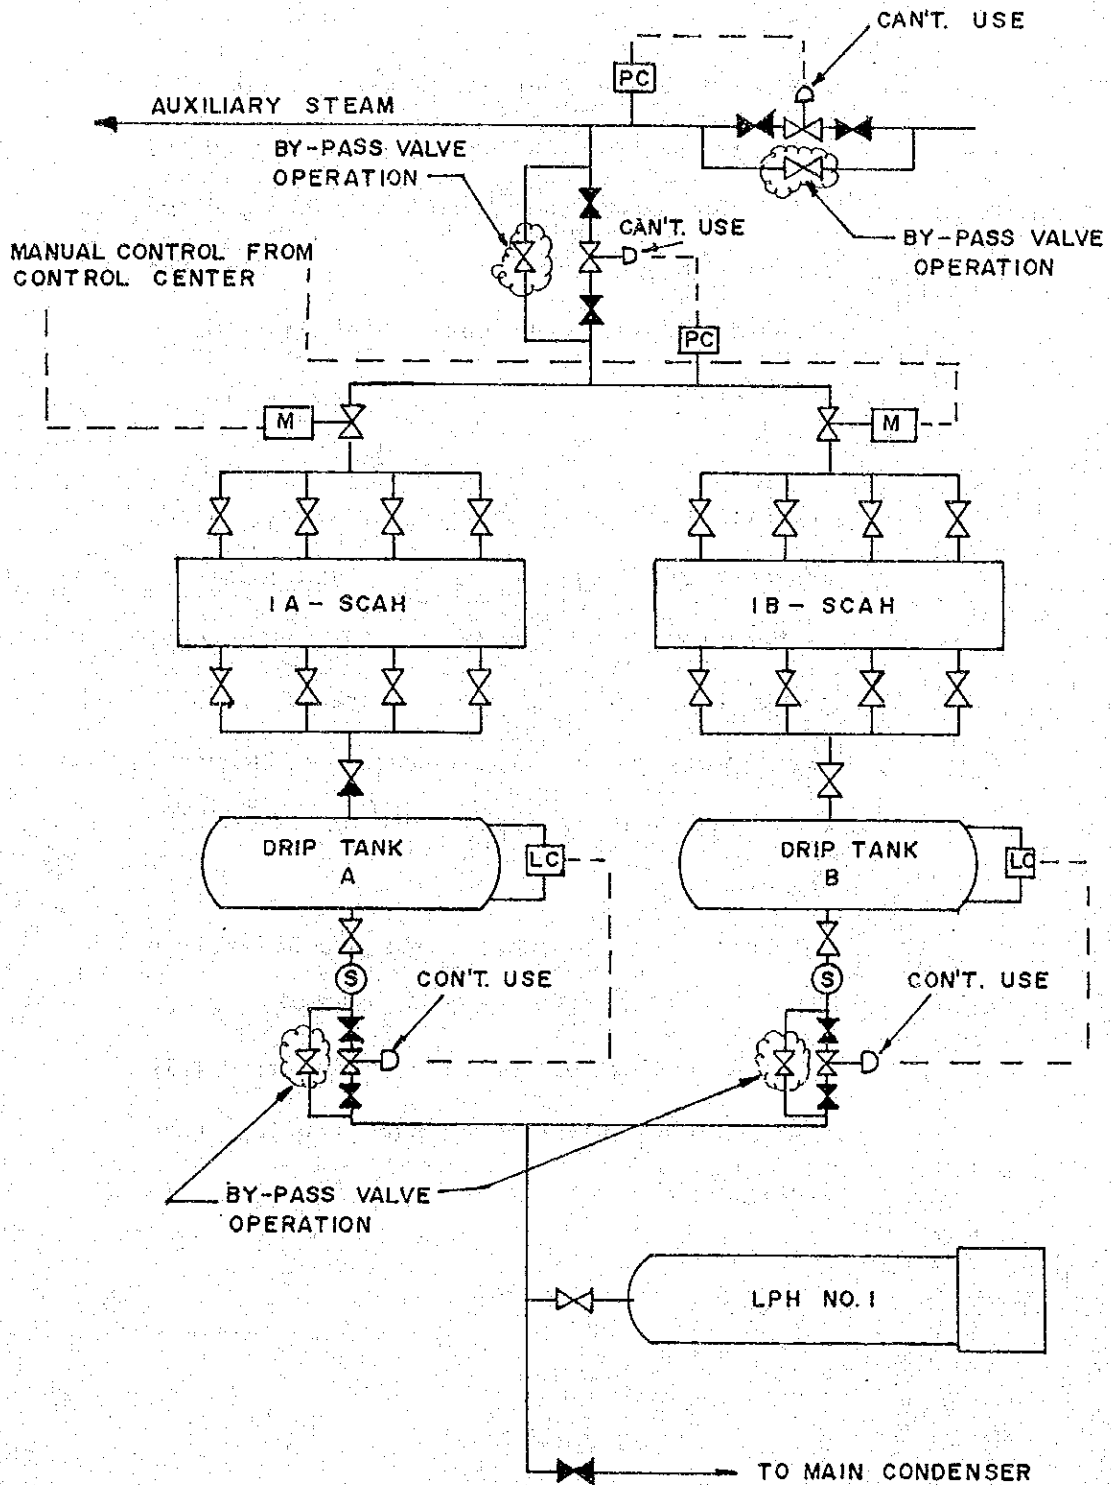 CAN'T. USE
PC
AUXILIARY STEAM
BY-PASS VALVE
OPERATION
CAN'T. USE
BY-PASS VALVE
OPERATION
MANUAL CONTROL FROM
CONTROL CENTER
PC
M
M
1A - SCAH
1B - SCAH
DRIP TANK
A
LC
DRIP TANK
B
LC
S
CON'T. USE
S
CON'T. USE
BY-PASS VALVE
OPERATION
LPH NO. 1
TO MAIN CONDENSER